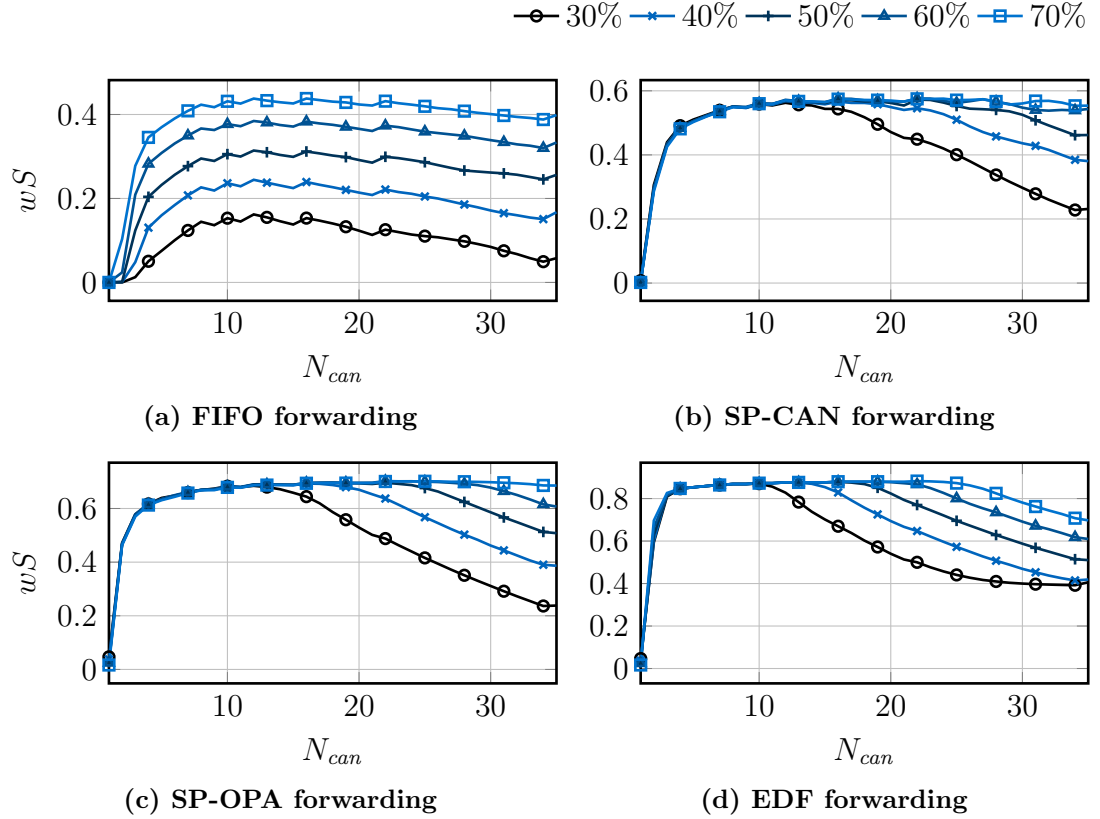 30% 40% 50% 60% 70%
0.4
0.2
0
wS
10 20 30
N_can
(a) FIFO forwarding
0.6
0.4
0.2
0
10 20 30
N_can
(b) SP-CAN forwarding
0.6
0.4
0.2
0
wS
10 20 30
N_can
(c) SP-OPA forwarding
0.8
0.6
0.4
0.2
0
10 20 30
N_can
(d) EDF forwarding